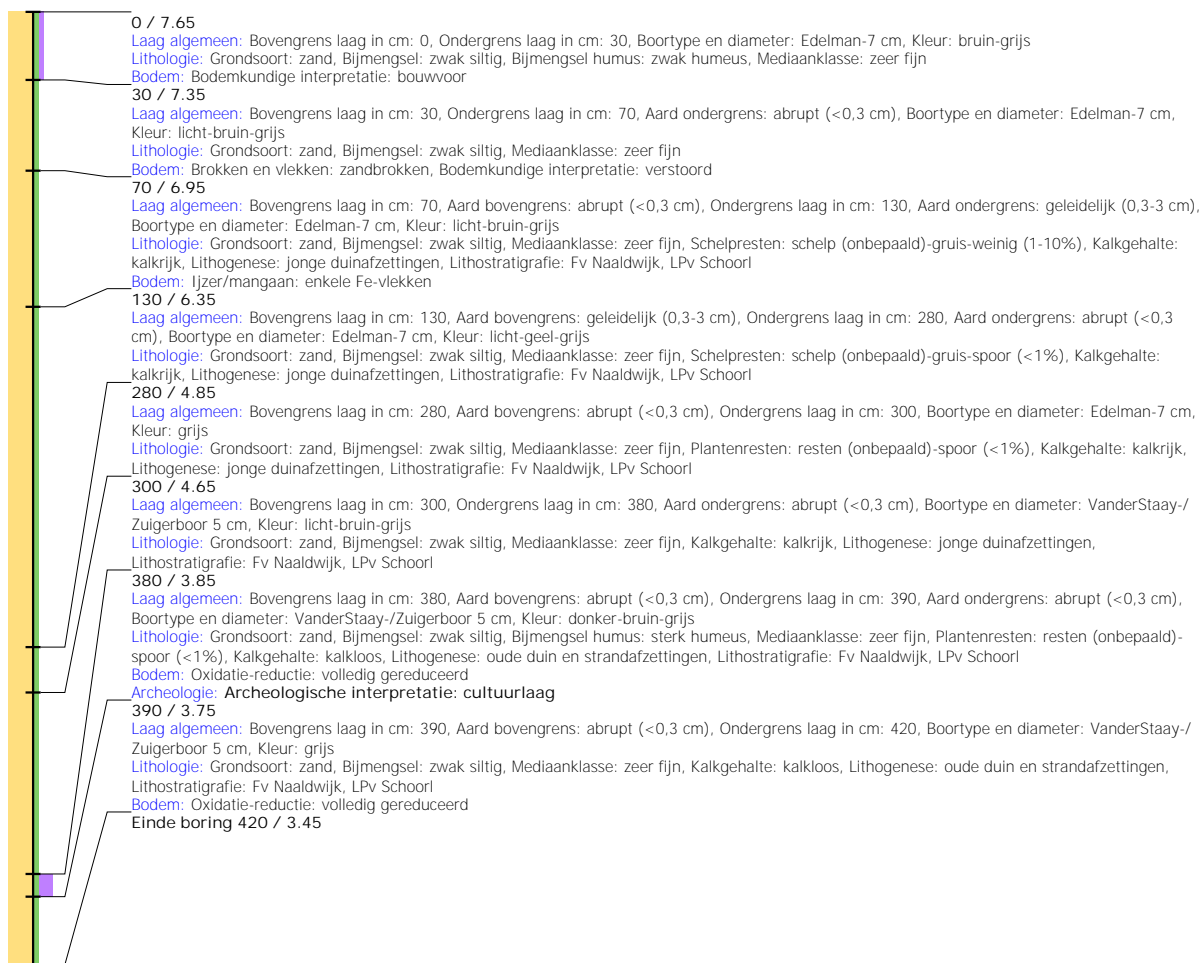 0 / 7.65
Laag algemeen: Bovengrens laag in cm: 0, Ondergrens laag in cm: 30, Boortype en diameter: Edelman-7 cm, Kleur: bruin-grijs
Lithologie: Grondsoort: zand, Bijmengsel: zwak siltig, Bijmengsel humus: zwak humeus, Mediaanklasse: zeer fijn
Bodem: Bodemkundige interpretatie: bouwvoor
30 / 7.35
Laag algemeen: Bovengrens laag in cm: 30, Ondergrens laag in cm: 70, Aard ondergrens: abrupt (<0,3 cm), Boortype en diameter: Edelman-7 cm,
Kleur: licht-bruin-grijs
Lithologie: Grondsoort: zand, Bijmengsel: zwak siltig, Mediaanklasse: zeer fijn
Bodem: Brokken en vlekken: zandbrokken, Bodemkundige interpretatie: verstoord
70 / 6.95
Laag algemeen: Bovengrens laag in cm: 70, Aard bovengrens: abrupt (<0,3 cm), Ondergrens laag in cm: 130, Aard ondergrens: geleidelijk (0,3-3 cm),
Boortype en diameter: Edelman-7 cm, Kleur: licht-bruin-grijs
Lithologie: Grondsoort: zand, Bijmengsel: zwak siltig, Mediaanklasse: zeer fijn, Schelpresten: schelp (onbepaald)-gruis-weinig (1-10%), Kalkgehalte:
kalkrijk, Lithogenese: jonge duinafzettingen, Lithostratigrafie: Fv Naaldwijk, LPv Schoorl
Bodem: Ijzer/mangaan: enkele Fe-vlekken
130 / 6.35
Laag algemeen: Bovengrens laag in cm: 130, Aard bovengrens: geleidelijk (0,3-3 cm), Ondergrens laag in cm: 280, Aard ondergrens: abrupt (<0,3
cm), Boortype en diameter: Edelman-7 cm, Kleur: licht-geel-grijs
Lithologie: Grondsoort: zand, Bijmengsel: zwak siltig, Mediaanklasse: zeer fijn, Schelpresten: schelp (onbepaald)-gruis-spoor (<1%), Kalkgehalte:
kalkrijk, Lithogenese: jonge duinafzettingen, Lithostratigrafie: Fv Naaldwijk, LPv Schoorl
280 / 4.85
Laag algemeen: Bovengrens laag in cm: 280, Aard bovengrens: abrupt (<0,3 cm), Ondergrens laag in cm: 300, Boortype en diameter: Edelman-7 cm,
Kleur: grijs
Lithologie: Grondsoort: zand, Bijmengsel: zwak siltig, Mediaanklasse: zeer fijn, Plantenresten: resten (onbepaald)-spoor (<1%), Kalkgehalte: kalkrijk,
Lithogenese: jonge duinafzettingen, Lithostratigrafie: Fv Naaldwijk, LPv Schoorl
300 / 4.65
Laag algemeen: Bovengrens laag in cm: 300, Ondergrens laag in cm: 380, Aard ondergrens: abrupt (<0,3 cm), Boortype en diameter: VanderStaay-/
Zuigerboor 5 cm, Kleur: licht-bruin-grijs
Lithologie: Grondsoort: zand, Bijmengsel: zwak siltig, Mediaanklasse: zeer fijn, Kalkgehalte: kalkrijk, Lithogenese: jonge duinafzettingen,
Lithostratigrafie: Fv Naaldwijk, LPv Schoorl
380 / 3.85
Laag algemeen: Bovengrens laag in cm: 380, Aard bovengrens: abrupt (<0,3 cm), Ondergrens laag in cm: 390, Aard ondergrens: abrupt (<0,3 cm),
Boortype en diameter: VanderStaay-/Zuigerboor 5 cm, Kleur: donker-bruin-grijs
Lithologie: Grondsoort: zand, Bijmengsel: zwak siltig, Bijmengsel humus: sterk humeus, Mediaanklasse: zeer fijn, Plantenresten: resten (onbepaald)-
spoor (<1%), Kalkgehalte: kalkloos, Lithogenese: oude duin en strandafzettingen, Lithostratigrafie: Fv Naaldwijk, LPv Schoorl
Bodem: Oxidatie-reductie: volledig gereduceerd
Archeologie: Archeologische interpretatie: cultuurlaag
390 / 3.75
Laag algemeen: Bovengrens laag in cm: 390, Aard bovengrens: abrupt (<0,3 cm), Ondergrens laag in cm: 420, Boortype en diameter: VanderStaay-/
Zuigerboor 5 cm, Kleur: grijs
Lithologie: Grondsoort: zand, Bijmengsel: zwak siltig, Mediaanklasse: zeer fijn, Kalkgehalte: kalkloos, Lithogenese: oude duin en strandafzettingen,
Lithostratigrafie: Fv Naaldwijk, LPv Schoorl
Bodem: Oxidatie-reductie: volledig gereduceerd
Einde boring 420 / 3.45